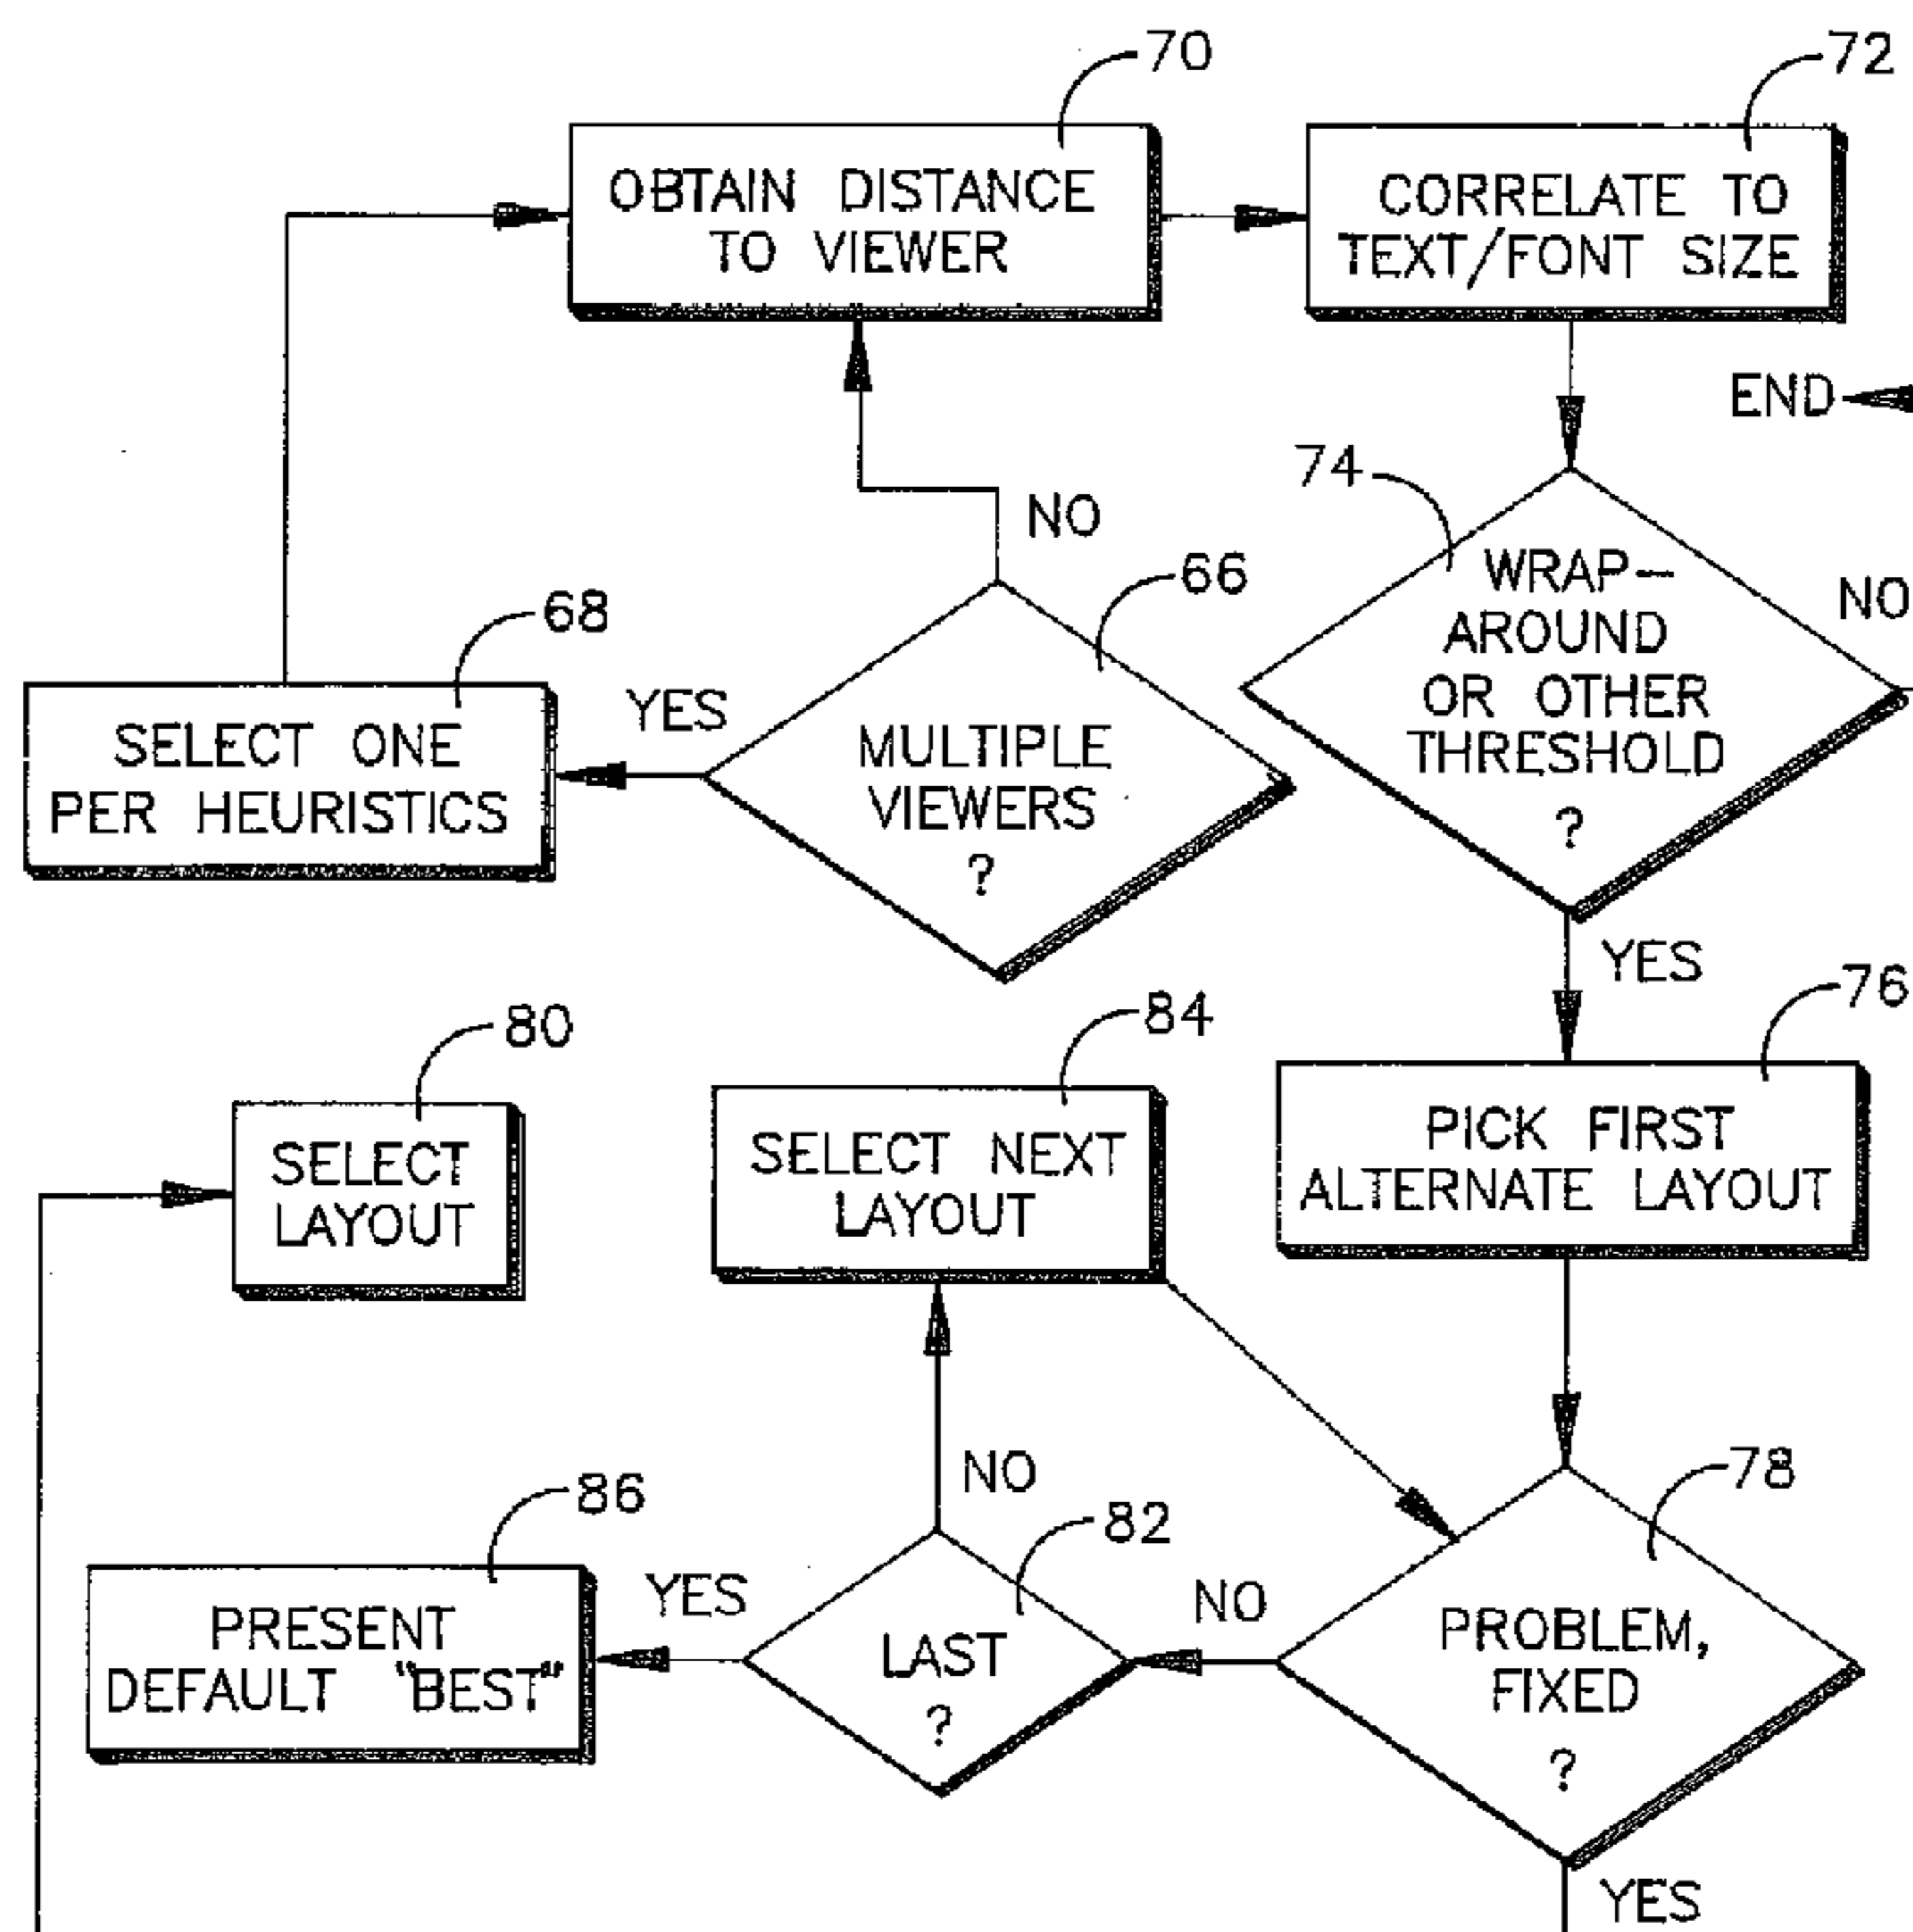 70
72
OBTAIN DISTANCE
TO VIEWER
CORRELATE TO
TEXT/FONT SIZE
END
74
NO
WRAP-
AROUND
OR OTHER
THRESHOLD
?
NO
66
68
YES
SELECT ONE
PER HEURISTICS
MULTIPLE
VIEWERS
?
YES
76
80
84
SELECT
LAYOUT
SELECT NEXT
LAYOUT
PICK FIRST
ALTERNATE LAYOUT
NO
78
86
82
YES
NO
PRESENT
DEFAULT "BEST"
LAST
?
PROBLEM,
FIXED
?
YES